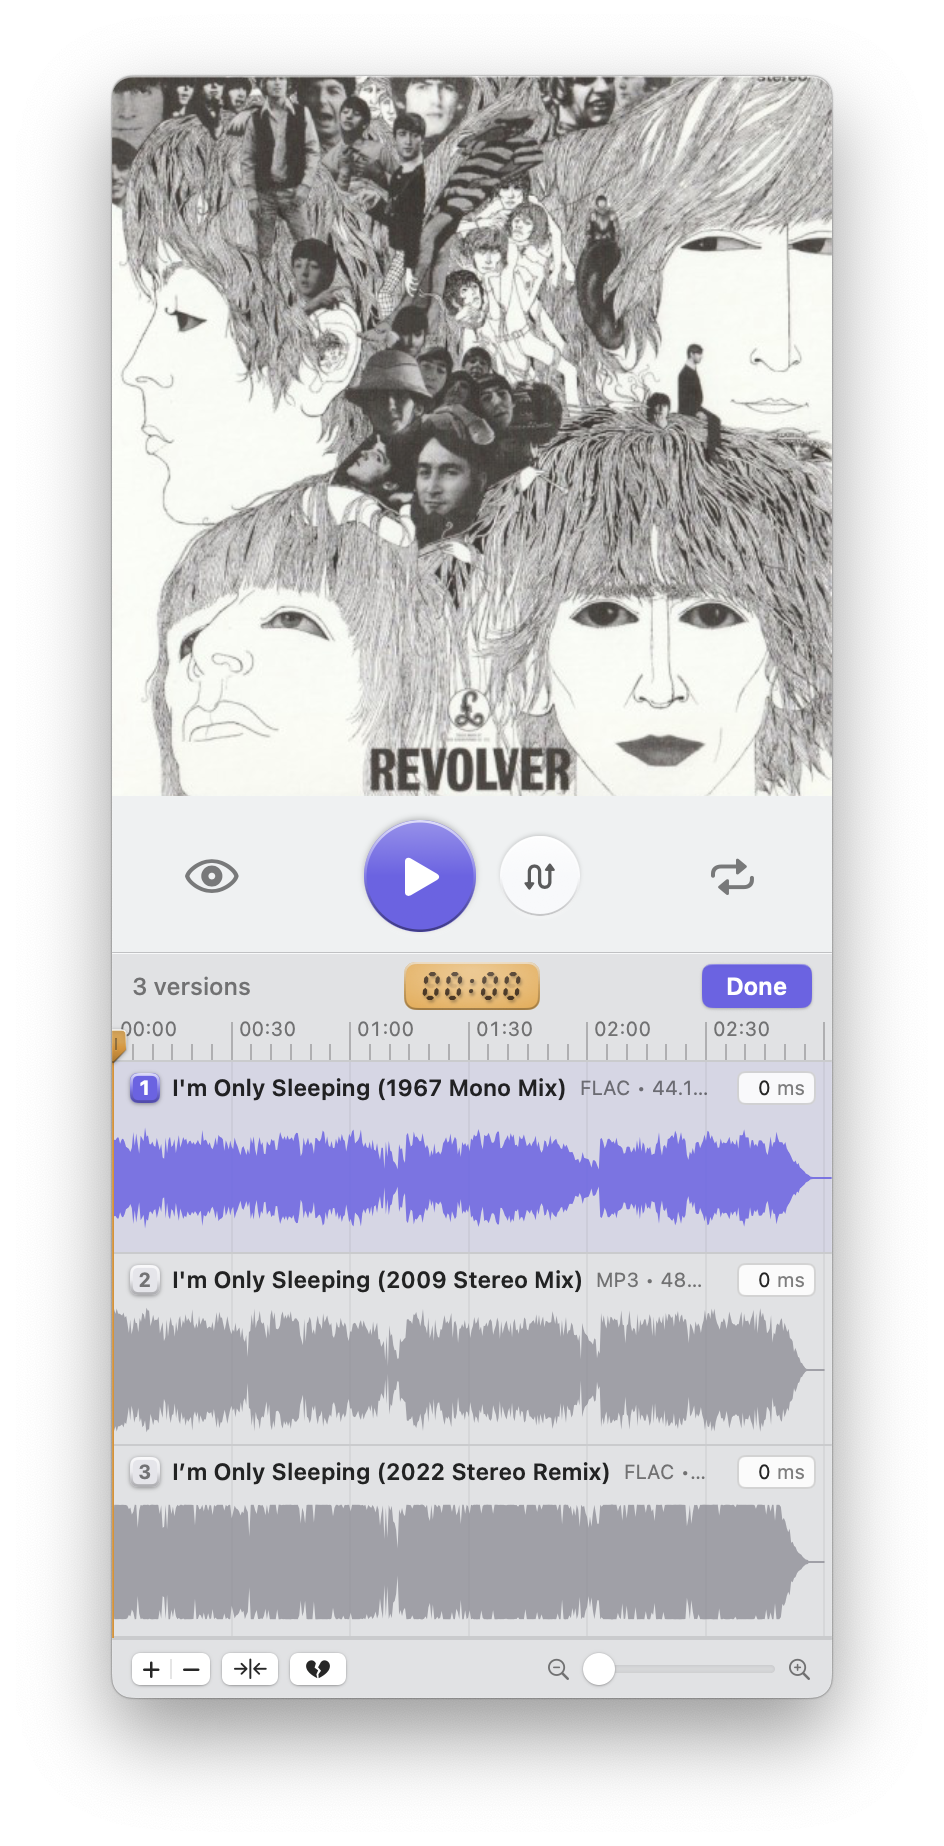 stereo
£
REVOLVER
3 versions
00:00
Done
00:00 00:30 01:00 01:30 02:00 02:30
1 I'm Only Sleeping (1967 Mono Mix) FLAC • 44.1... 0 ms
2 I'm Only Sleeping (2009 Stereo Mix) MP3 • 48... 0 ms
3 I’m Only Sleeping (2022 Stereo Remix) FLAC •... 0 ms